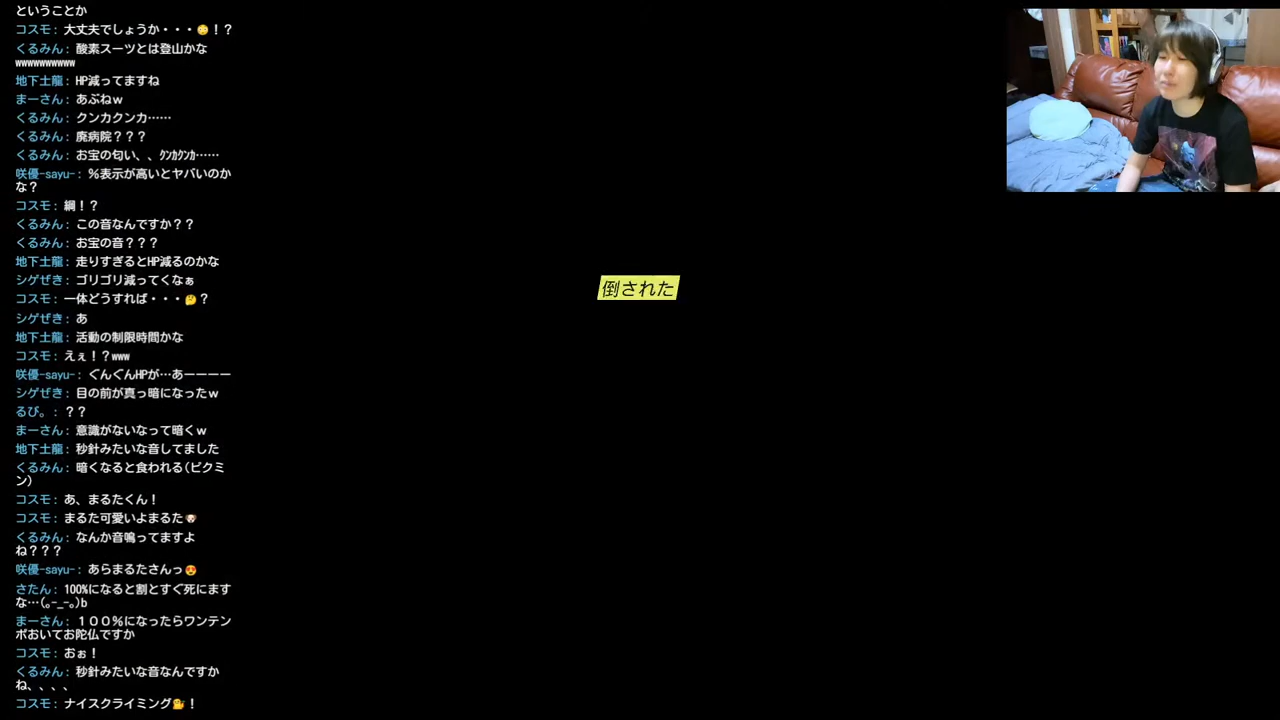 ということか
コスモ: 大丈夫でしょうか・・・😳！？
くるみん: 酸素スーツとは登山かな
wwwwwwwwww
地下土龍: HP減ってますね
まーさん: あぶねｗ
くるみん: クンカクンカ……
くるみん: 廃病院？？？
くるみん: お宝の匂い、、ｸﾝｶｸﾝｶ……
咲優-sayu-: ％表示が高いとヤバいのか
な？
コスモ: 綱！？
くるみん: この音なんですか？？
くるみん: お宝の音？？？
地下土龍: 走りすぎるとHP減るのかな
シゲぜき: ゴリゴリ減ってくなぁ
コスモ: 一体どうすれば・・・🤔？
シゲぜき: あ
地下土龍: 活動の制限時間かな
コスモ: えぇ！？www
咲優-sayu-: ぐんぐんHPが…あーーーー
シゲぜき: 目の前が真っ暗になったｗ
るび。: ？？
まーさん: 意識がないなって暗くｗ
地下土龍: 秒針みたいな音してました
くるみん: 暗くなると食われる(ピクミ
ン)
コスモ: あ、まるたくん！
コスモ: まるた可愛いよまるた🐶
くるみん: なんか音鳴ってますよ
ね？？？
咲優-sayu-: あらまるたさんっ😍
さたん: 100%になると割とすぐ死にます
な…(｡-_-｡)b
まーさん: １００％になったらワンテン
ポおいてお陀仏ですか
コスモ: おぉ！
くるみん: 秒針みたいな音なんですか
ね、、、、
コスモ: ナイスクライミング🧗！
倒された